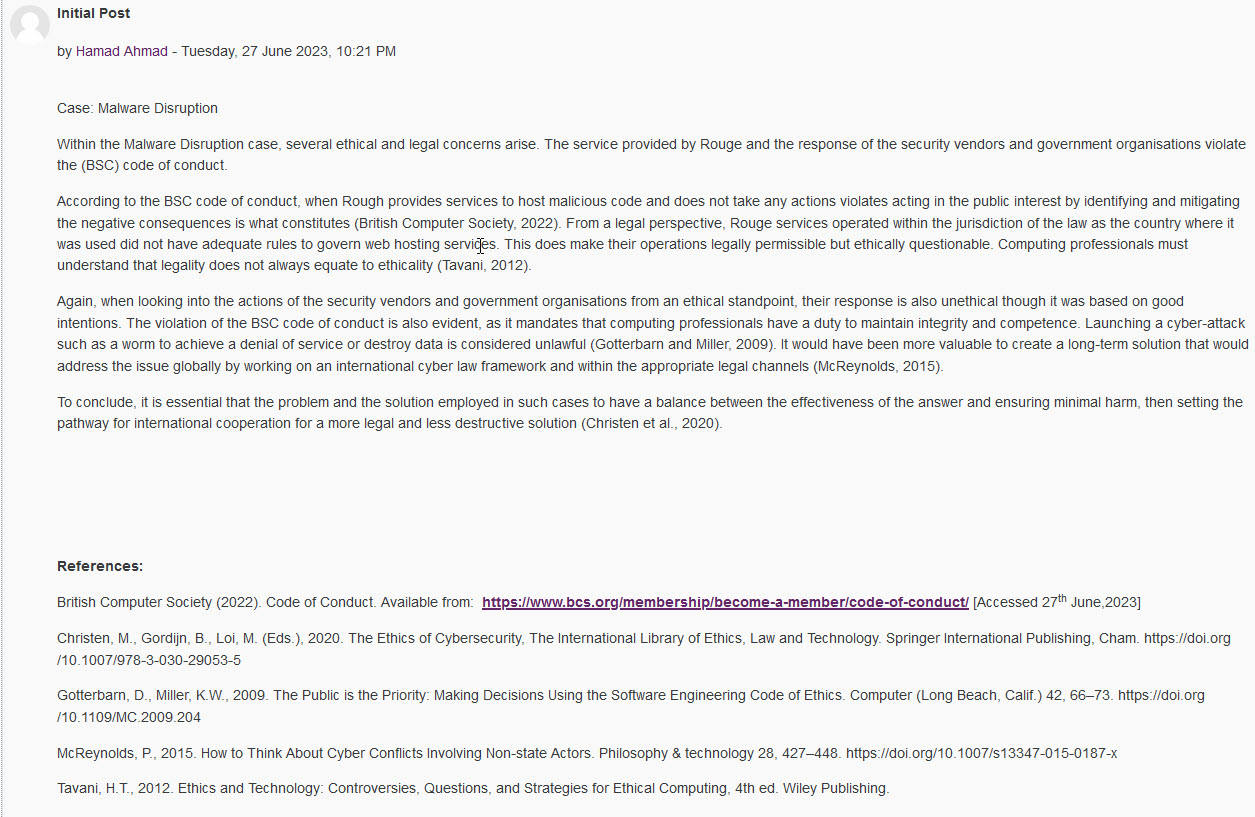 Initial Post
by Hamad Ahmad - Tuesday, 27 June 2023, 10:21 PM
Case: Malware Disruption
Within the Malware Disruption case, several ethical and legal concerns arise. The service provided by Rouge and the response of the security vendors and government organisations violate
the (BSC) code of conduct.
According to the BSC code of conduct, when Rough provides services to host malicious code and does not take any actions violates acting in the public interest by identifying and mitigating
the negative consequences is what constitutes (British Computer Society, 2022). From a legal perspective, Rouge services operated within the jurisdiction of the law as the country where it
was used did not have adequate rules to govern web hosting services. This does make their operations legally permissible but ethically questionable. Computing professionals must
understand that legality does not always equate to ethicality (Tavani, 2012).
Again, when looking into the actions of the security vendors and government organisations from an ethical standpoint, their response is also unethical though it was based on good
intentions. The violation of the BSC code of conduct is also evident, as it mandates that computing professionals have a duty to maintain integrity and competence. Launching a cyber-attack
such as a worm to achieve a denial of service or destroy data is considered unlawful (Gotterbarn and Miller, 2009). It would have been more valuable to create a long-term solution that would
address the issue globally by working on an international cyber law framework and within the appropriate legal channels (McReynolds, 2015).
To conclude, it is essential that the problem and the solution employed in such cases to have a balance between the effectiveness of the answer and ensuring minimal harm, then setting the
pathway for international cooperation for a more legal and less destructive solution (Christen et al., 2020).
References:
British Computer Society (2022). Code of Conduct. Available from:  https://www.bcs.org/membership/become-a-member/code-of-conduct/ [Accessed 27th June,2023]
Christen, M., Gordijn, B., Loi, M. (Eds.), 2020. The Ethics of Cybersecurity, The International Library of Ethics, Law and Technology. Springer International Publishing, Cham. https://doi.org
/10.1007/978-3-030-29053-5
Gotterbarn, D., Miller, K.W., 2009. The Public is the Priority: Making Decisions Using the Software Engineering Code of Ethics. Computer (Long Beach, Calif.) 42, 66–73. https://doi.org
/10.1109/MC.2009.204
McReynolds, P., 2015. How to Think About Cyber Conflicts Involving Non-state Actors. Philosophy & technology 28, 427–448. https://doi.org/10.1007/s13347-015-0187-x
Tavani, H.T., 2012. Ethics and Technology: Controversies, Questions, and Strategies for Ethical Computing, 4th ed. Wiley Publishing.